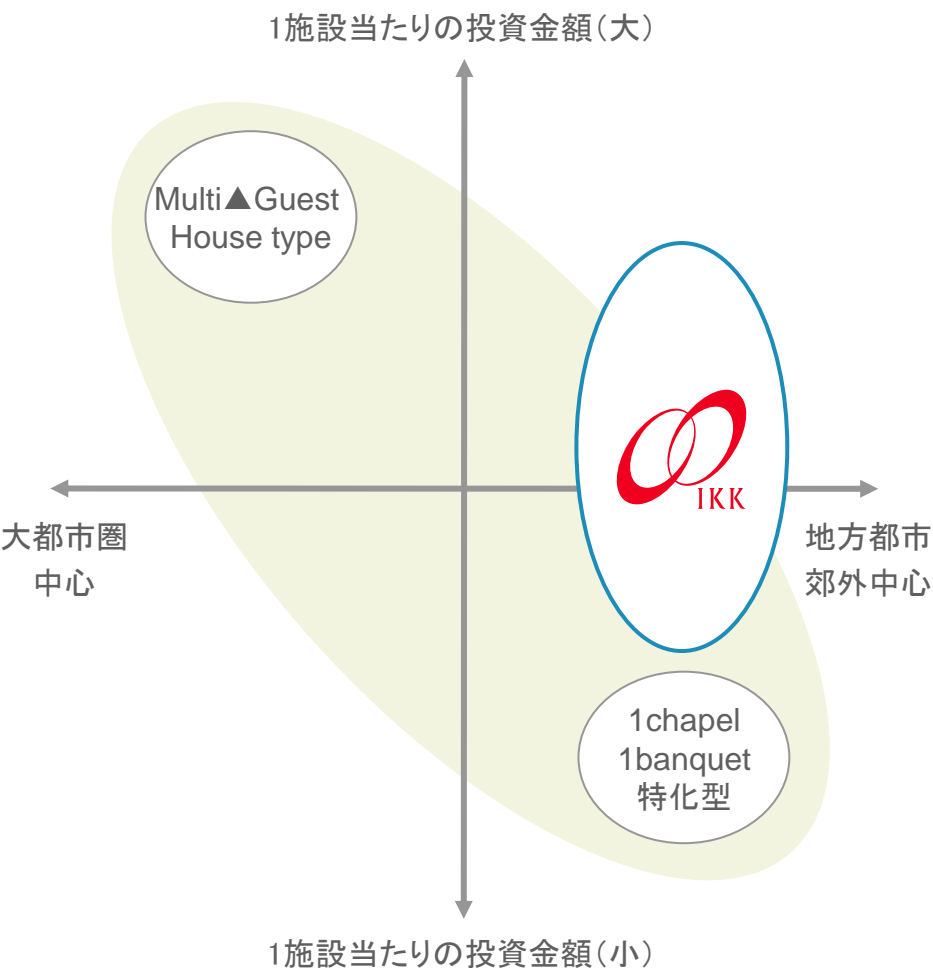 1施設当たりの投資金額（大）
Multi▲Guest
House type
IKK
大都市圏
中心
地方都市
郊外中心
1chapel
1banquet
特化型
1施設当たりの投資金額（小）